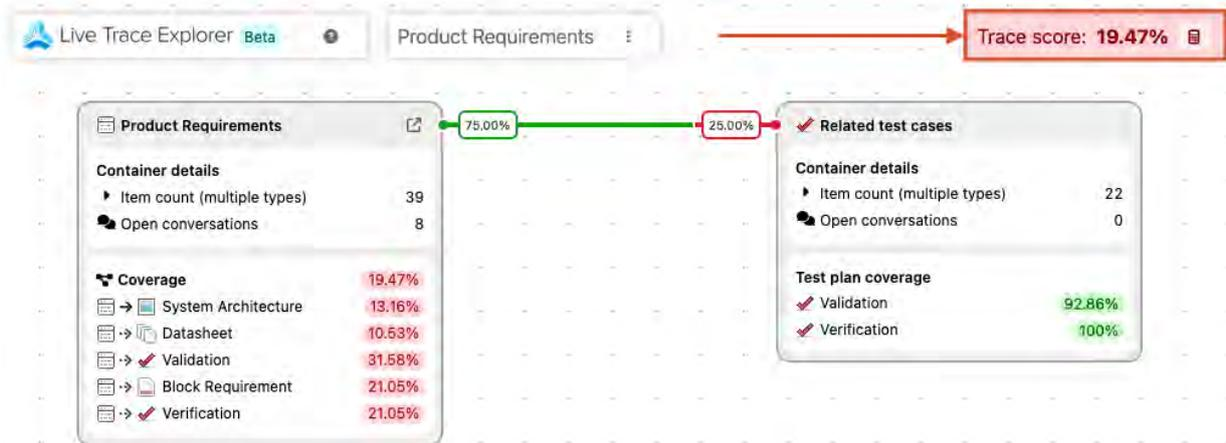 Live Trace Explorer Beta
Product Requirements
Trace score: 19.47%
Product Requirements
75.00%
25.00%
Related test cases
Container details
Item count (multiple types) 39
Open conversations 8
Coverage 19.47%
System Architecture 13.16%
Datasheet 10.53%
Validation 31.58%
Block Requirement 21.05%
Verification 21.05%
Container details
Item count (multiple types) 22
Open conversations 0
Test plan coverage
Validation 92.86%
Verification 100%